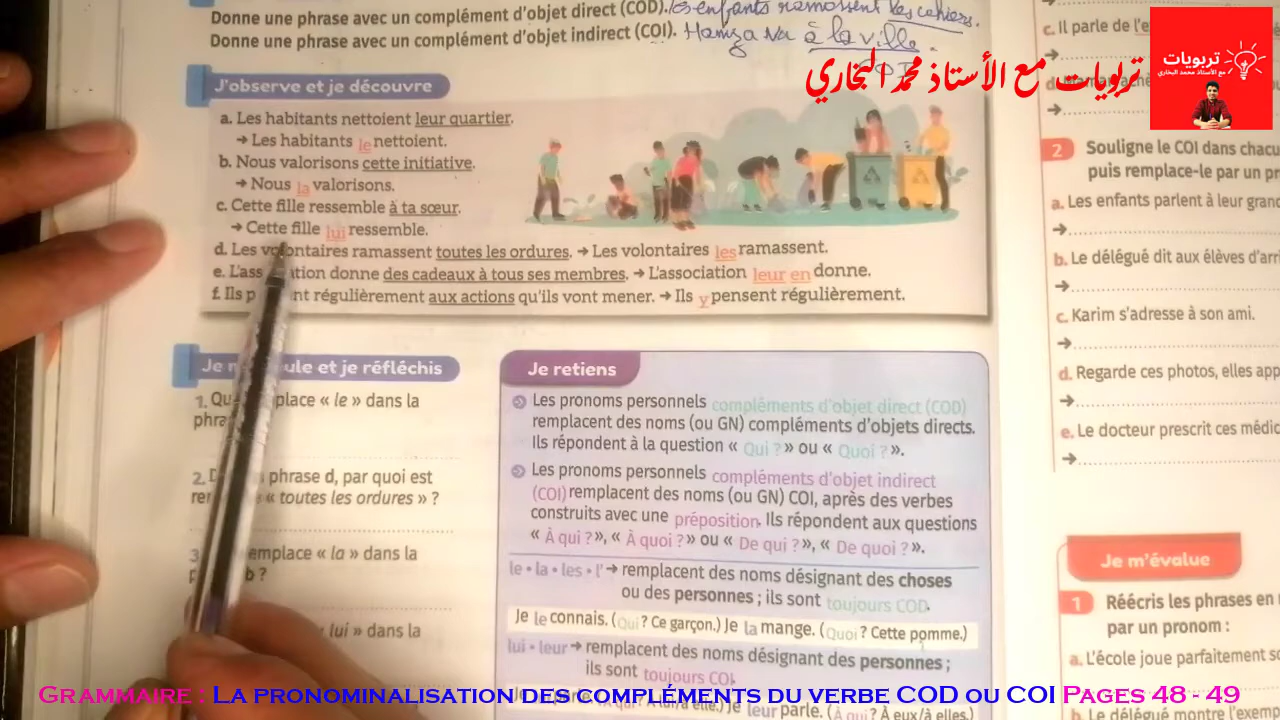 Donne une phrase avec un complément d'objet direct (COD). les enfants ramassent les cahiers.
Donne une phrase avec un complément d'objet indirect (COI). Hamza va à la ville.
تربويات مع الأستاذ محمد البخاري
تربويات
مع الأستاذ محمد البخاري
J'observe et je découvre
a. Les habitants nettoient leur quartier.
→ Les habitants le nettoient.
b. Nous valorisons cette initiative.
→ Nous la valorisons.
c. Cette fille ressemble à ta sœur.
→ Cette fille lui ressemble.
d. Les volontaires ramassent toutes les ordures. → Les volontaires les ramassent.
e. L'ass ation donne des cadeaux à tous ses membres. → L'association leur en donne.
f. Ils p nt régulièrement aux actions qu'ils vont mener. → Ils y pensent régulièrement.
Je m ule et je réfléchis
1. Qu place « le » dans la
phra
2. phrase d, par quoi est
« toutes les ordures » ?
3 emplace « la » dans la
b ?
« lui » dans la
Je retiens
Les pronoms personnels compléments d'objet direct (COD)
remplacent des noms (ou GN) compléments d'objets directs.
Ils répondent à la question « Qui ? » ou « Quoi ? ».
Les pronoms personnels compléments d'objet indirect
(COI) remplacent des noms (ou GN) COI, après des verbes
construits avec une préposition. Ils répondent aux questions
« À qui ? », « À quoi ? » ou « De qui ? », « De quoi ? ».
le • la • les • l' → remplacent des noms désignant des choses
ou des personnes ; ils sont toujours COD.
Je le connais. (Qui ? Ce garçon.) Je la mange. (Quoi ? Cette pomme.)
lui • leur → remplacent des noms désignant des personnes ;
ils sont toujours COI.
Je leur parle. (À qui ? À eux/à elles.)
c. Il parle de l'e
→
d.
→
2 Souligne le COI dans chacu
puis remplace-le par un pr
a. Les enfants parlent à leur grand
→
b. Le délégué dit aux élèves d'arri
→
c. Karim s'adresse à son ami.
→
d. Regarde ces photos, elles app
→
e. Le docteur prescrit ces médic
→
Je m'évalue
1 Réécris les phrases en
par un pronom :
a. L'école joue parfaitement so
b. Le délégué montre l'exemp
Grammaire : La pronominalisation des compléments du verbe COD ou COI Pages 48 - 49